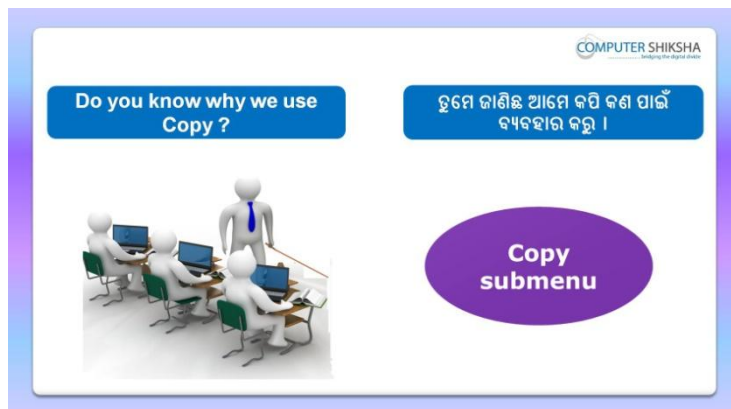 COMPUTER SHIKSHA
bridging the digital divide
Do you know why we use
Copy ?
ତୁମେ ଜାଣିଛ ଆମେ କପି କଣ ପାଇଁ
ବ୍ୟବହାର କରୁ ।
Copy
submenu